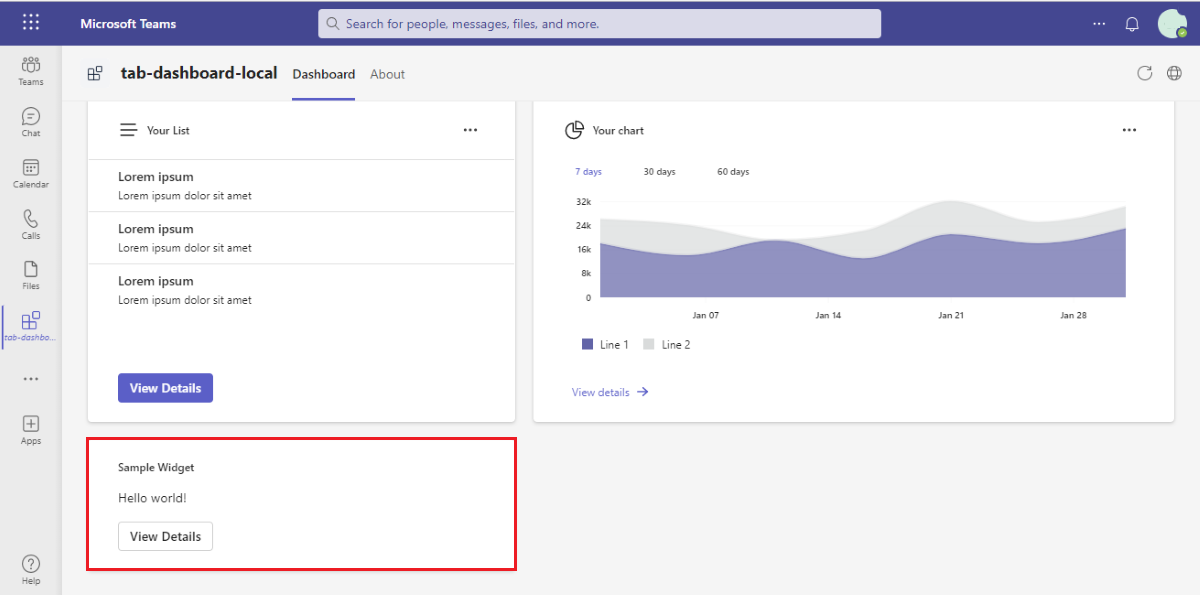 Microsoft Teams
Search for people, messages, files, and more.
Teams
Chat
Calendar
Calls
Files
tab-dashbo...
Apps
Help
tab-dashboard-local
Dashboard
About
Your List
Lorem ipsum
Lorem ipsum dolor sit amet
Lorem ipsum
Lorem ipsum dolor sit amet
Lorem ipsum
Lorem ipsum dolor sit amet
View Details
Your chart
7 days 30 days 60 days
32k
24k
16k
8k
0
Jan 07 Jan 14 Jan 21 Jan 28
Line 1 Line 2
View details
Sample Widget
Hello world!
View Details